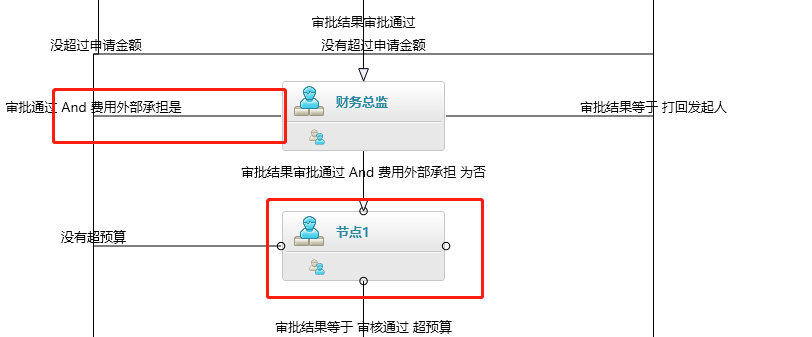 审批结果审批通过
没超过申请金额
没有超过申请金额
审批通过 And 费用外部承担是
财务总监
审批结果等于 打回发起人
审批结果审批通过 And 费用外部承担 为否
节点1
没有超预算
审批结果等于 审核通过 超预算